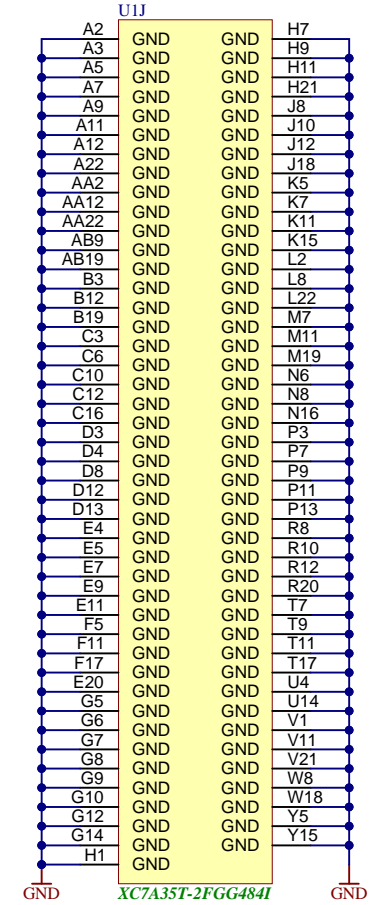 U1J
A2 GND GND H7
A3 GND GND H9
A5 GND GND H11
A7 GND GND H21
A9 GND GND J8
A11 GND GND J10
A12 GND GND J12
A22 GND GND J18
AA2 GND GND K5
AA12 GND GND K7
AA22 GND GND K11
AB9 GND GND K15
AB19 GND GND L2
B3 GND GND L8
B12 GND GND L22
B19 GND GND M7
C3 GND GND M11
C6 GND GND M19
C10 GND GND N6
C12 GND GND N8
C16 GND GND N16
D3 GND GND P3
D4 GND GND P7
D8 GND GND P9
D12 GND GND P11
D13 GND GND P13
E4 GND GND R8
E5 GND GND R10
E7 GND GND R12
E9 GND GND R20
E11 GND GND T7
F5 GND GND T9
F11 GND GND T11
F17 GND GND T17
E20 GND GND U4
G5 GND GND U14
G6 GND GND V1
G7 GND GND V11
G8 GND GND V21
G9 GND GND W8
G10 GND GND W18
G12 GND GND Y5
G14 GND GND Y15
H1 GND
GND XC7A35T-2FGG484I GND